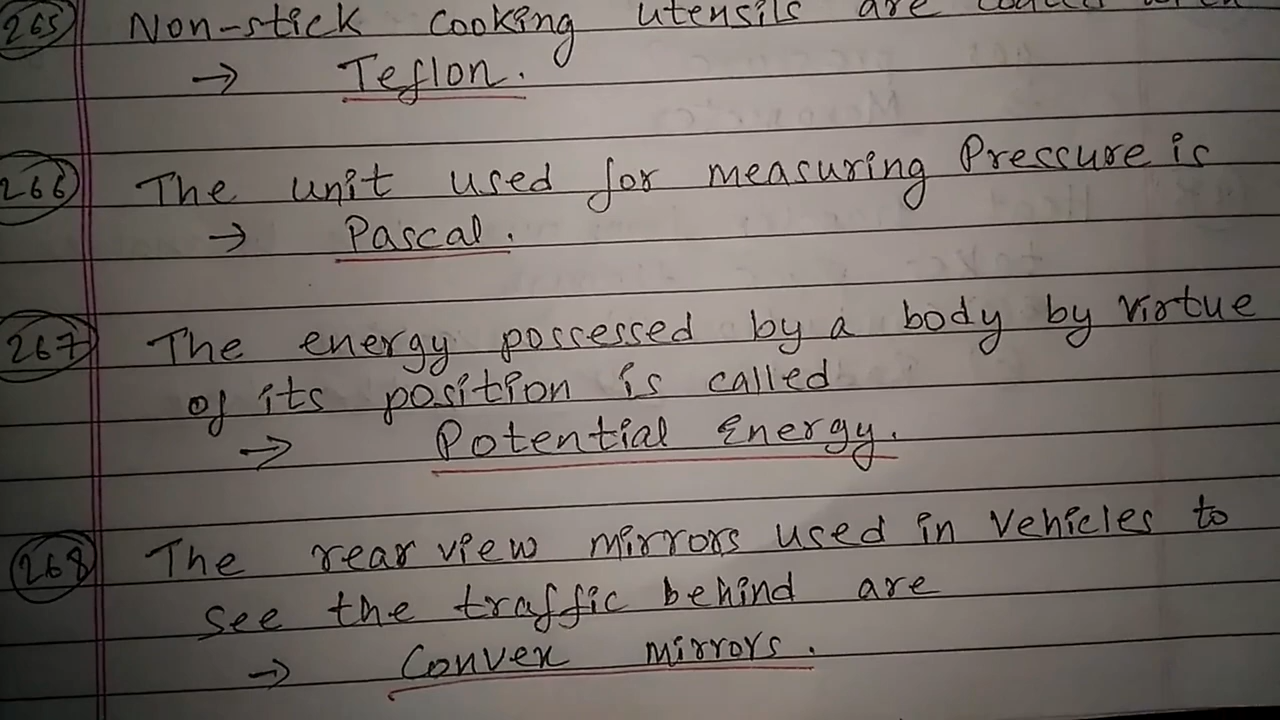 265 Non-stick cooking utensils are coated with
→ Teflon.
266 The unit used for measuring Pressure is
→ Pascal.
267 The energy possessed by a body by virtue
of its position is called
→ Potential Energy.
268 The rear view mirrors used in vehicles to
see the traffic behind are
→ Convex mirrors.